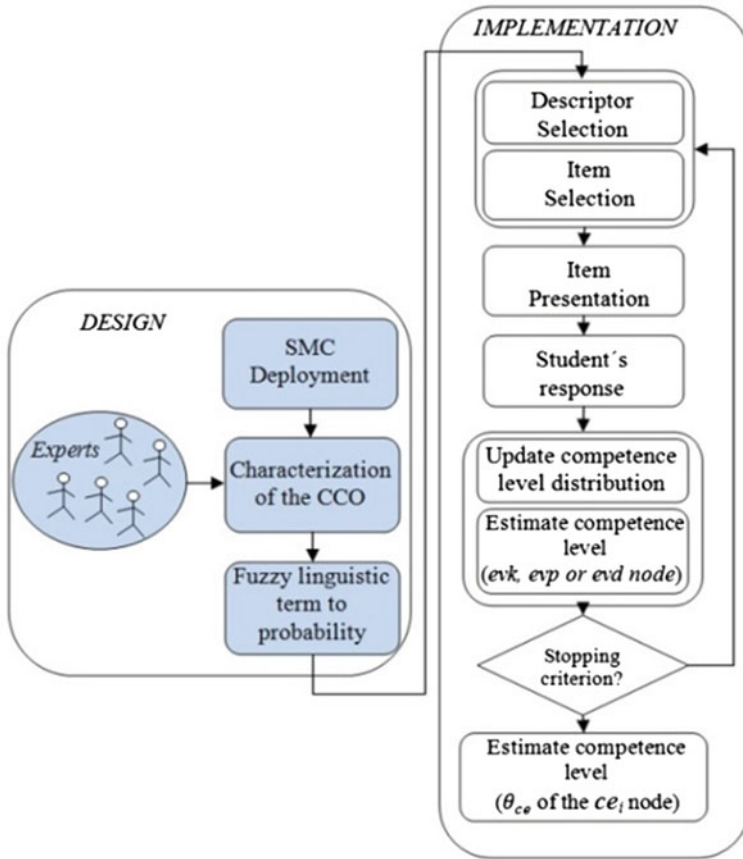 DESIGN
SMC
Deployment
Experts
Characterization
of the CCO
Fuzzy linguistic
term to
probability
IMPLEMENTATION
Descriptor
Selection
Item
Selection
Item
Presentation
Student´s
response
Update competence
level distribution
Estimate competence
level
(evk, evp or evd node)
Stopping
criterion?
Estimate competence
level
(θce of the cei node)